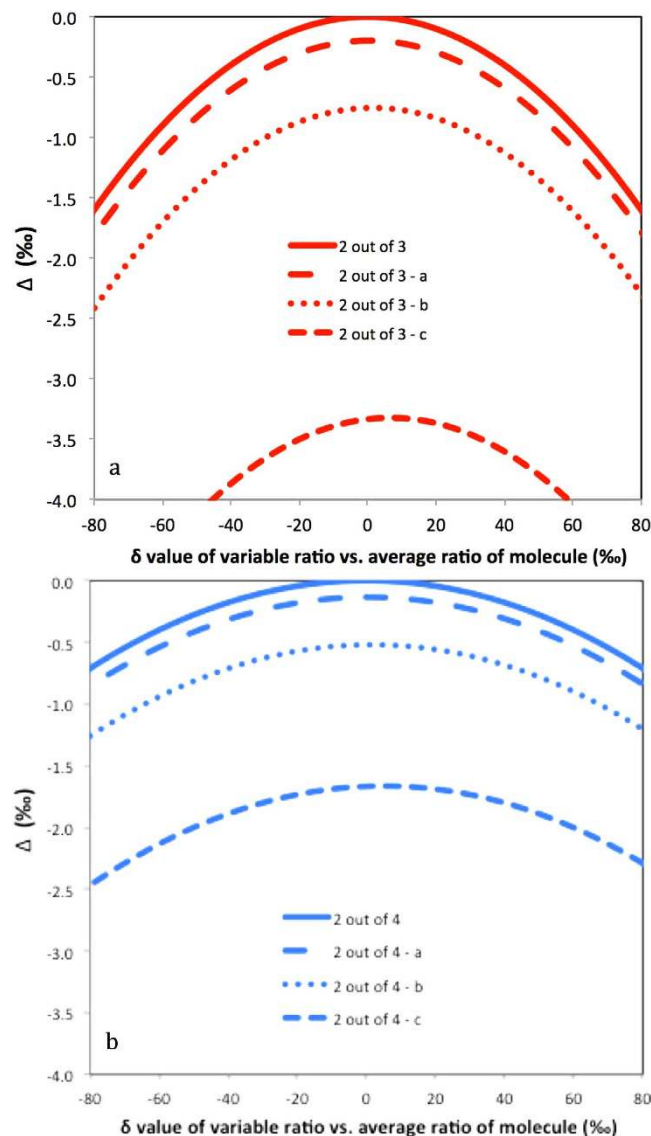 0.0
-0.5
-1.0
-1.5
-2.0
-2.5
-3.0
-3.5
-4.0
Δ (‰)
2 out of 3
2 out of 3 - a
2 out of 3 - b
2 out of 3 - c
a
-80 -60 -40 -20 0 20 40 60 80
δ value of variable ratio vs. average ratio of molecule (‰)
0.0
-0.5
-1.0
-1.5
-2.0
-2.5
-3.0
-3.5
-4.0
Δ (‰)
2 out of 4
2 out of 4 - a
2 out of 4 - b
2 out of 4 - c
b
-80 -60 -40 -20 0 20 40 60 80
δ value of variable ratio vs. average ratio of molecule (‰)